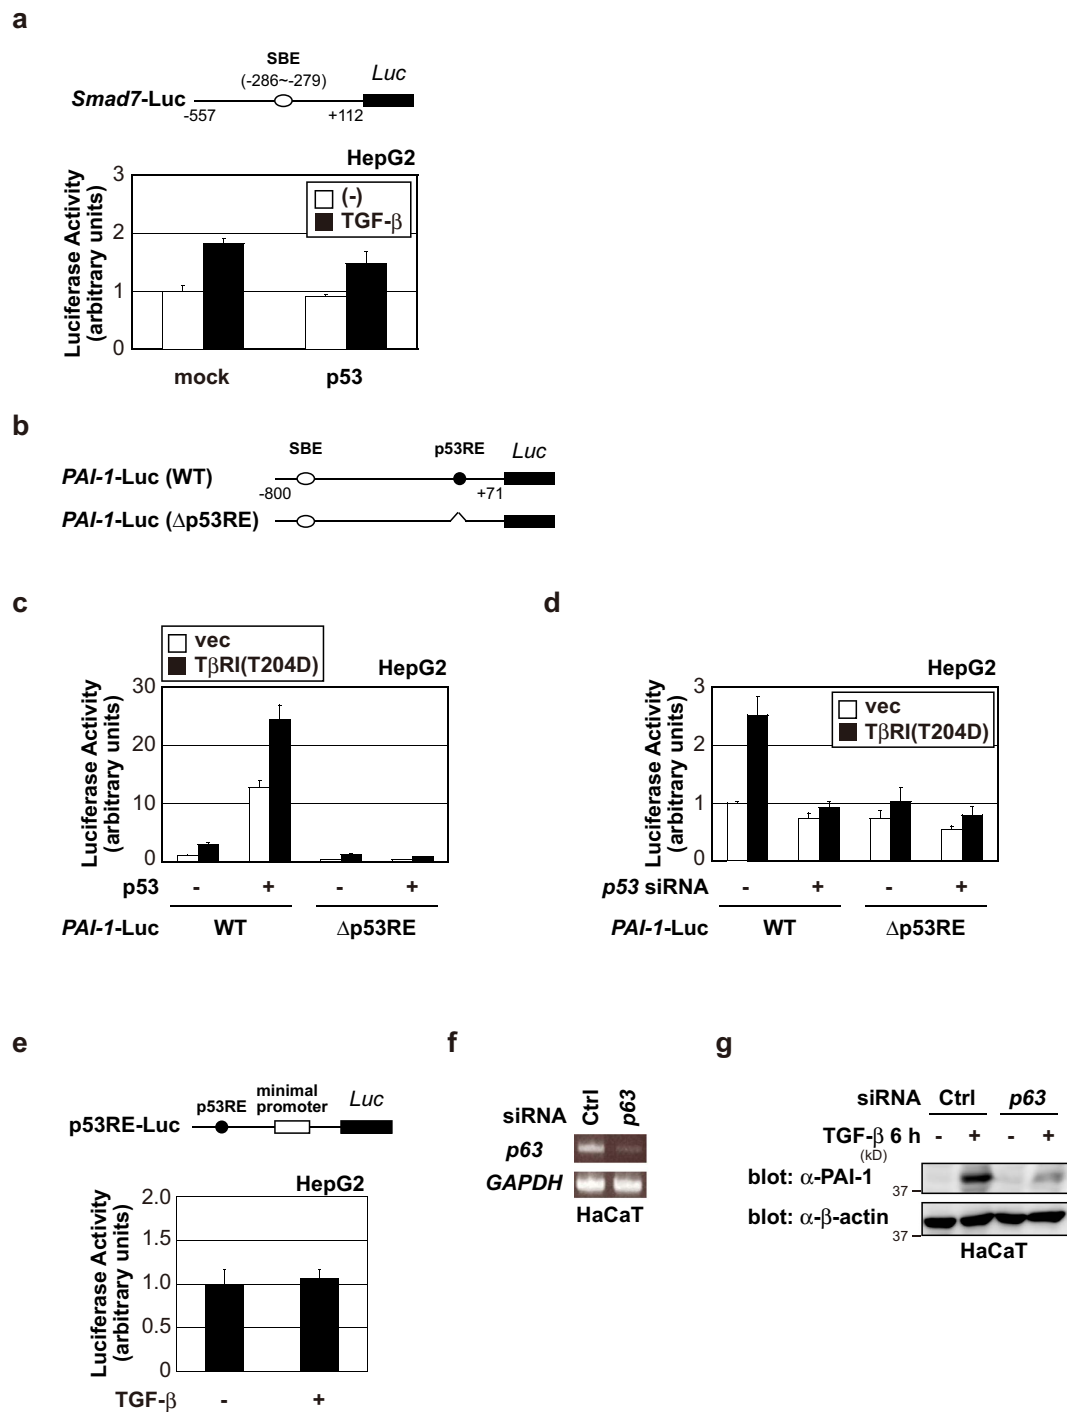 a
SBE
(-286~-279)
Luc
Smad7-Luc
-557
+112
HepG2
Luciferase Activity
(arbitrary units)
3
2
1
0
(-)
TGF-β
mock
p53
b
SBE
p53RE
Luc
PAI-1-Luc (WT)
-800
+71
PAI-1-Luc (Δp53RE)
c
vec
TβRI(T204D)
HepG2
Luciferase Activity
(arbitrary units)
30
20
10
0
p53 - + - +
PAI-1-Luc WT Δp53RE
d
HepG2
Luciferase Activity
(arbitrary units)
3
2
1
0
vec
TβRI(T204D)
p53 siRNA - + - +
PAI-1-Luc WT Δp53RE
e
p53RE
minimal
promoter
Luc
p53RE-Luc
HepG2
Luciferase Activity
(arbitrary units)
2.0
1.5
1.0
0.5
0
TGF-β - +
f
siRNA Ctrl p63
p63
GAPDH
HaCaT
g
siRNA Ctrl p63
TGF-β 6 h - + - +
(kD)
blot: α-PAI-1
37
blot: α-β-actin
37
HaCaT